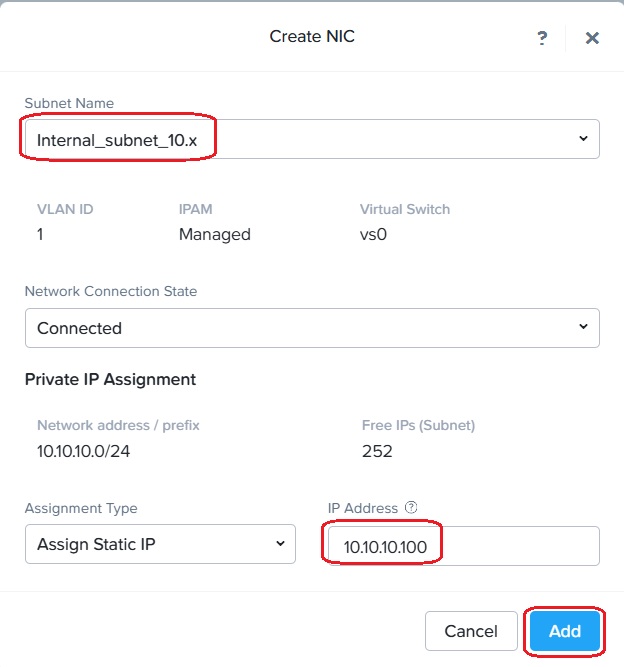 Create NIC ? ×
Subnet Name
Internal_subnet_10.x
VLAN ID IPAM Virtual Switch
1 Managed vs0
Network Connection State
Connected
Private IP Assignment
Network address / prefix Free IPs (Subnet)
10.10.10.0/24 252
Assignment Type IP Address ?
Assign Static IP 10.10.10.100
Cancel Add